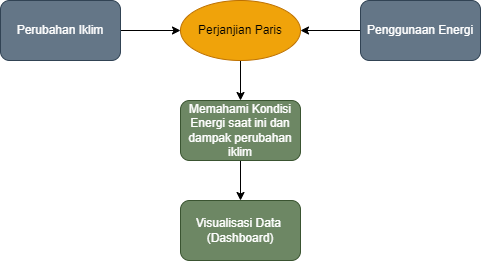 Perubahan Iklim
Perjanjian Paris
Penggunaan Energi
Memahami Kondisi
Energi saat ini dan
dampak perubahan
iklim
Visualisasi Data
(Dashboard)